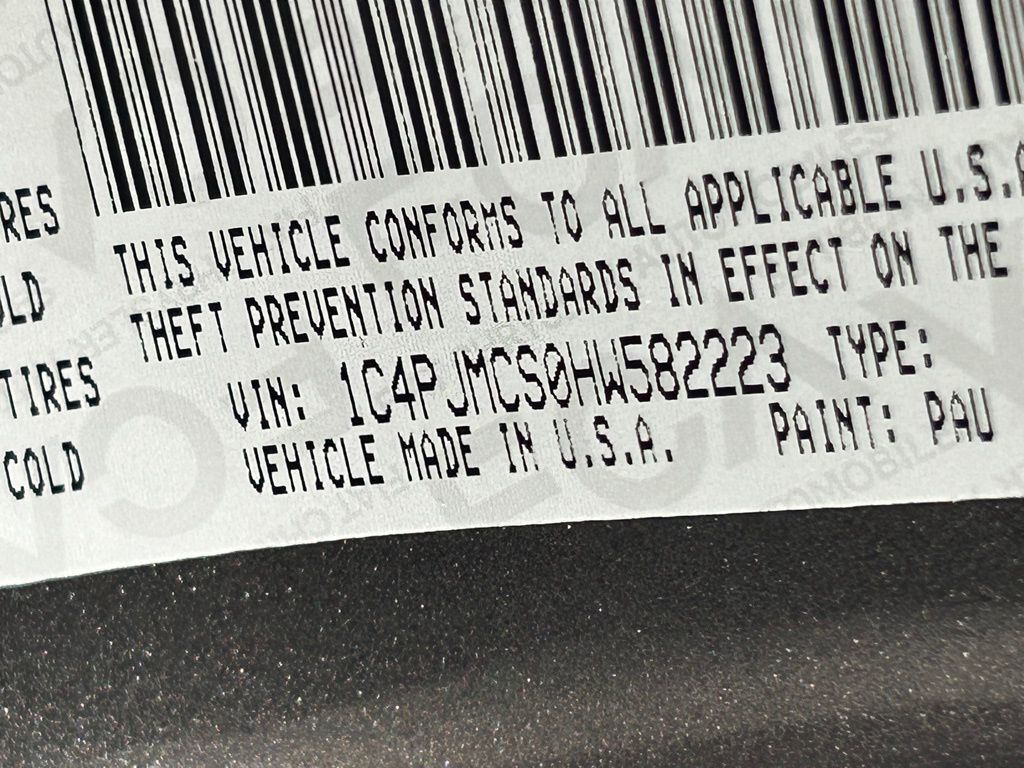 RES
LD
TIRES
COLD
THIS VEHICLE CONFORMS TO ALL APPLICABLE U.S.A
THEFT PREVENTION STANDARDS IN EFFECT ON THE
VIN: 1C4PJMCS0HW582223 TYPE:
VEHICLE MADE IN U.S.A. PAINT: PAU